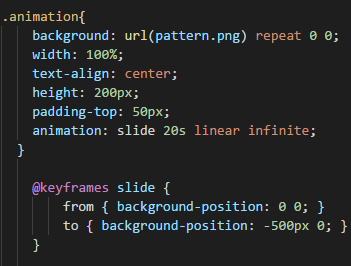 .animation{
background: url(pattern.png) repeat 0 0;
width: 100%;
text-align: center;
height: 200px;
padding-top: 50px;
animation: slide 20s linear infinite;
}
@keyframes slide {
from { background-position: 0 0; }
to { background-position: -500px 0; }
}